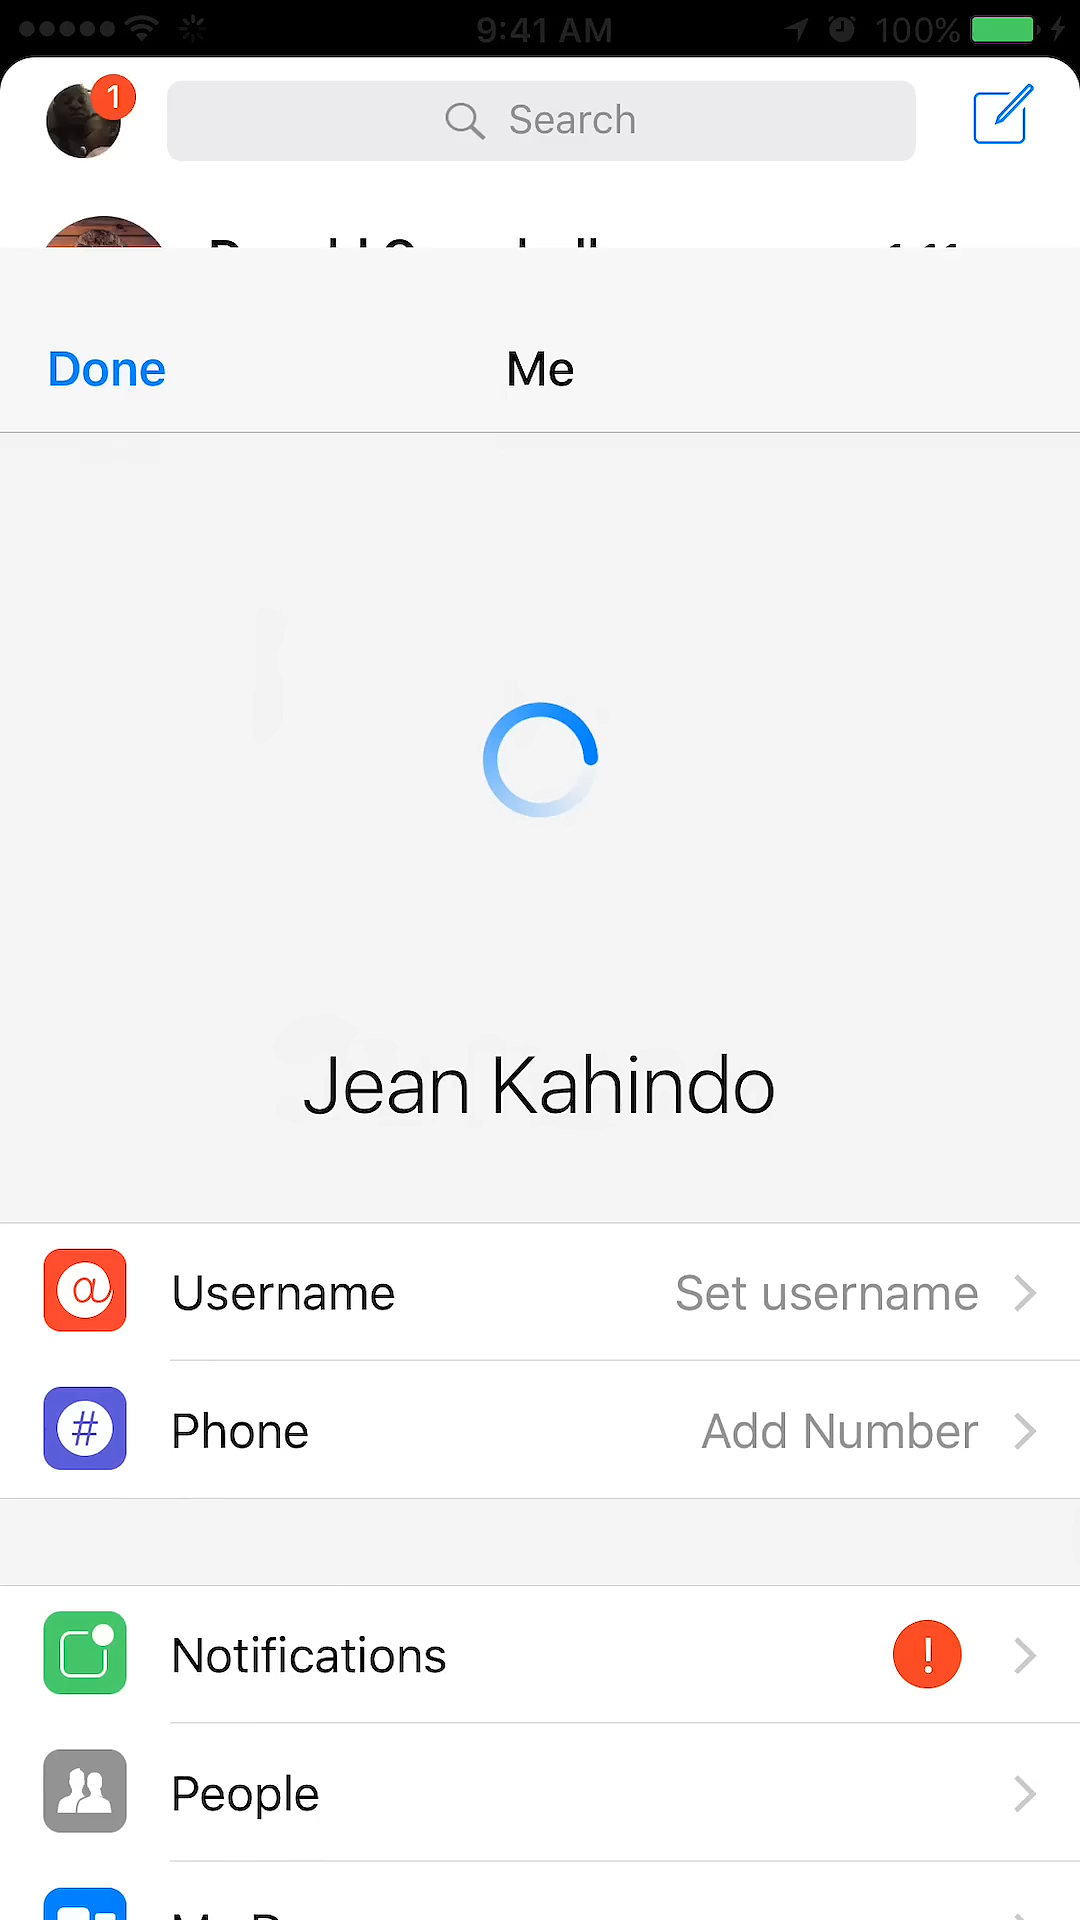 9:41 AM 100%
1 Search
Done Me
Jean Kahindo
@ Username Set username
# Phone Add Number
Notifications !
People